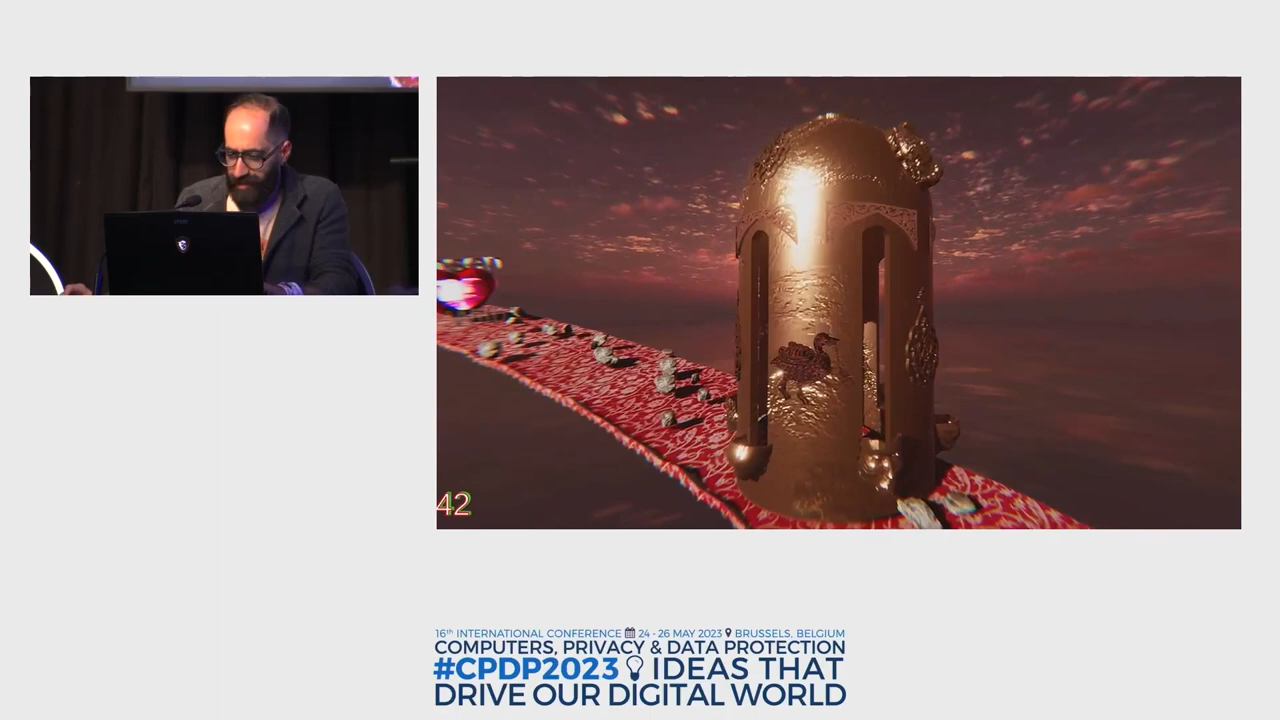 42
16th INTERNATIONAL CONFERENCE 24 - 26 MAY 2023 BRUSSELS, BELGIUM
COMPUTERS, PRIVACY & DATA PROTECTION
#CPDP2023 IDEAS THAT
DRIVE OUR DIGITAL WORLD